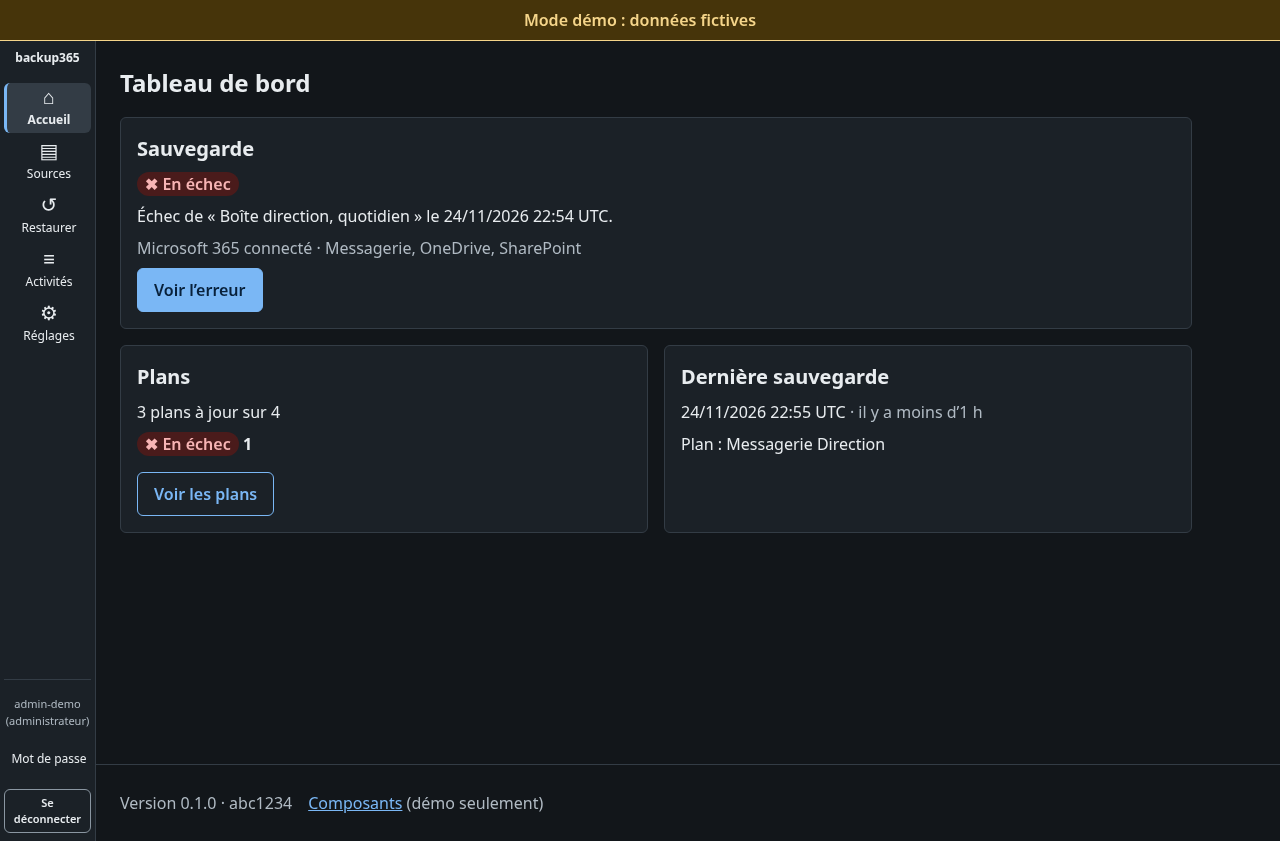 Mode démo : données fictives
backup365
Accueil
Sources
Restaurer
Activités
Réglages
admin-demo
(administrateur)
Mot de passe
Se
déconnecter
Tableau de bord
Sauvegarde
✖ En échec
Échec de « Boîte direction, quotidien » le 24/11/2026 22:54 UTC.
Microsoft 365 connecté · Messagerie, OneDrive, SharePoint
Voir l’erreur
Plans
3 plans à jour sur 4
✖ En échec 1
Voir les plans
Dernière sauvegarde
24/11/2026 22:55 UTC · il y a moins d’1 h
Plan : Messagerie Direction
Version 0.1.0 · abc1234 Composants (démo seulement)